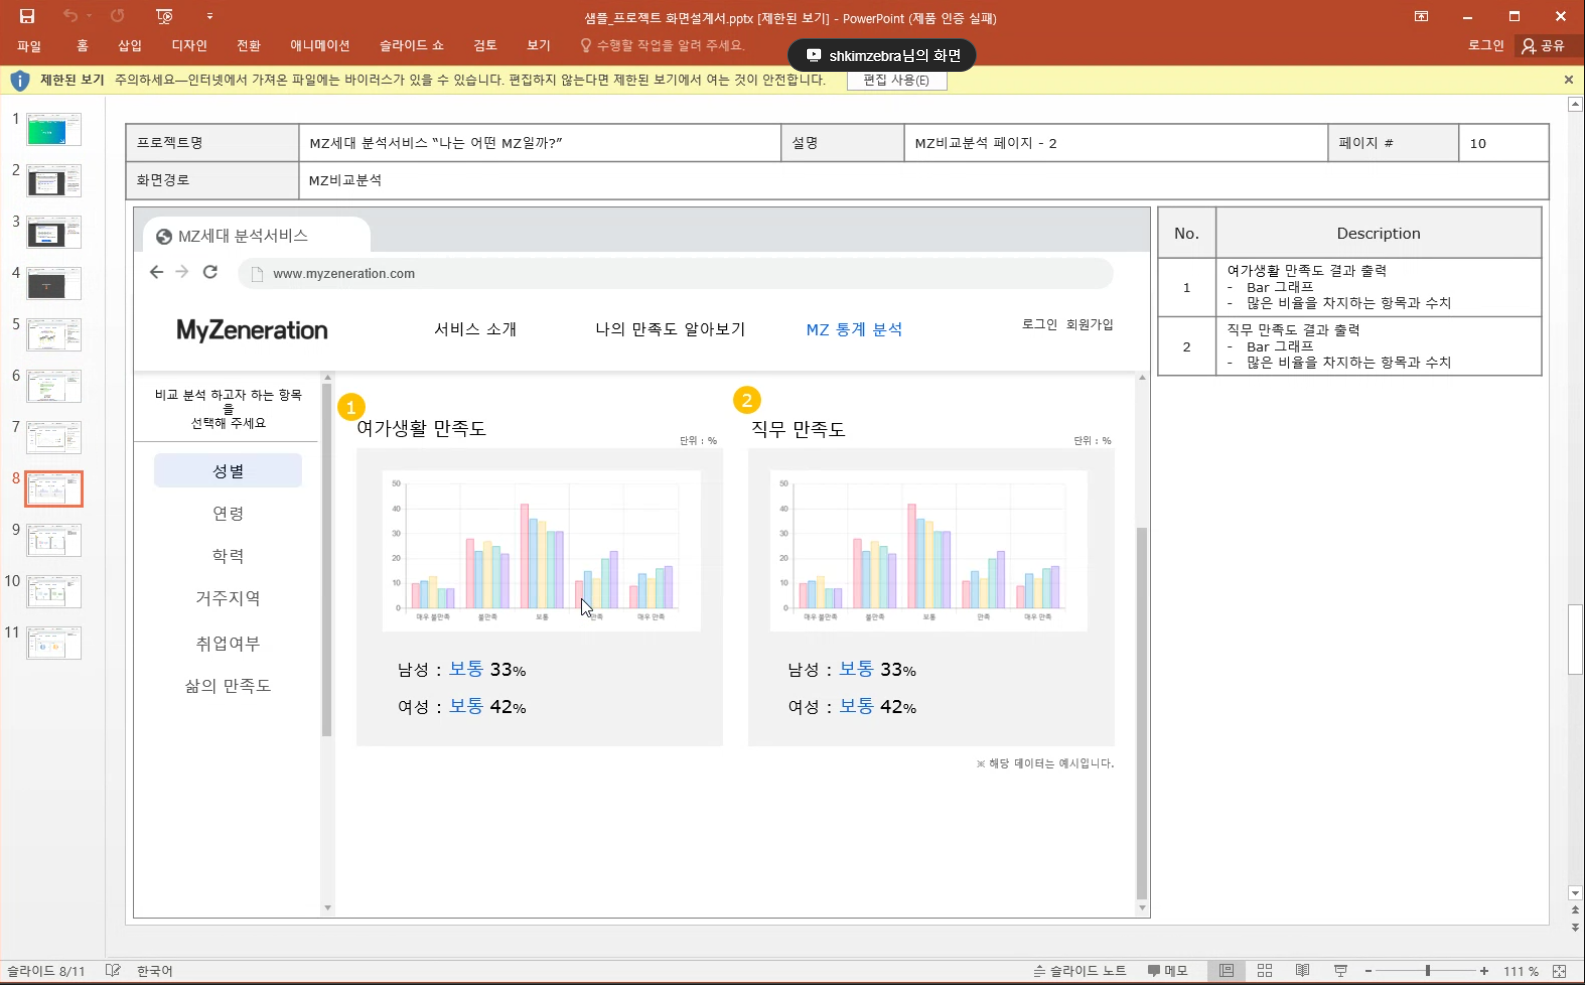 샘플_프로젝트 화면설계서.pptx [제한된 보기] - PowerPoint (제품 인증 실패)
파일 홈 삽입 디자인 전환 애니메이션 슬라이드 쇼 검토 보기 수행할 작업을 알려 주세요. 로그인 공유
shkimzebra님의 화면
제한된 보기 주의하세요—인터넷에서 가져온 파일에는 바이러스가 있을 수 있습니다. 편집하지 않는다면 제한된 보기에서 여는 것이 안전합니다. 편집 사용(E)
1
2
3
4
5
6
7
8
9
10
11
프로젝트명 MZ세대 분석서비스 “나는 어떤 MZ일까?” 설명 MZ비교분석 페이지 - 2 페이지 # 10
화면경로 MZ비교분석
MZ세대 분석서비스
www.myzeneration.com
MyZeneration 서비스 소개 나의 만족도 알아보기 MZ 통계 분석 로그인 회원가입
비교 분석 하고자 하는 항목
을
선택해 주세요
성별
연령
학력
거주지역
취업여부
삶의 만족도
1
여가생활 만족도
단위 : %
50
40
30
20
10
0
매우 불만족 불만족 보통 만족 매우 만족
남성 : 보통 33%
여성 : 보통 42%
2
직무 만족도
단위 : %
50
40
30
20
10
0
매우 불만족 불만족 보통 만족 매우 만족
남성 : 보통 33%
여성 : 보통 42%
※ 해당 데이터는 예시입니다.
No. Description
1
여가생활 만족도 결과 출력
- Bar 그래프
- 많은 비율을 차지하는 항목과 수치
2
직무 만족도 결과 출력
- Bar 그래프
- 많은 비율을 차지하는 항목과 수치
슬라이드 8/11 한국어 슬라이드 노트 메모 111 %